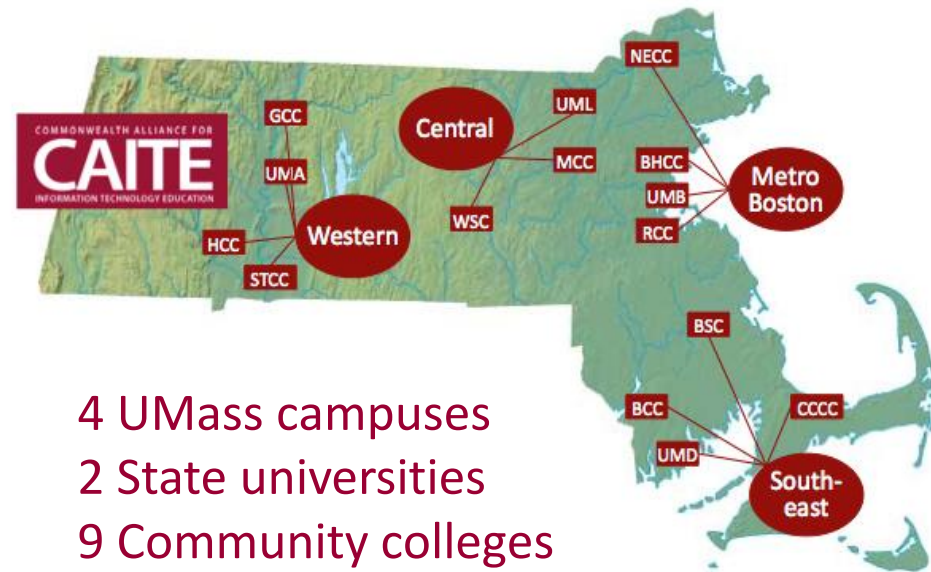 COMMONWEALTH ALLIANCE FOR
CAITE
INFORMATION TECHNOLOGY EDUCATION
GCC
UMA
HCC
STCC
Western
Central
UML
MCC
WSC
NECC
BHCC
UMB
RCC
Metro
Boston
BSC
BCC
CCCC
UMD
South-
east
4 UMass campuses
2 State universities
9 Community colleges